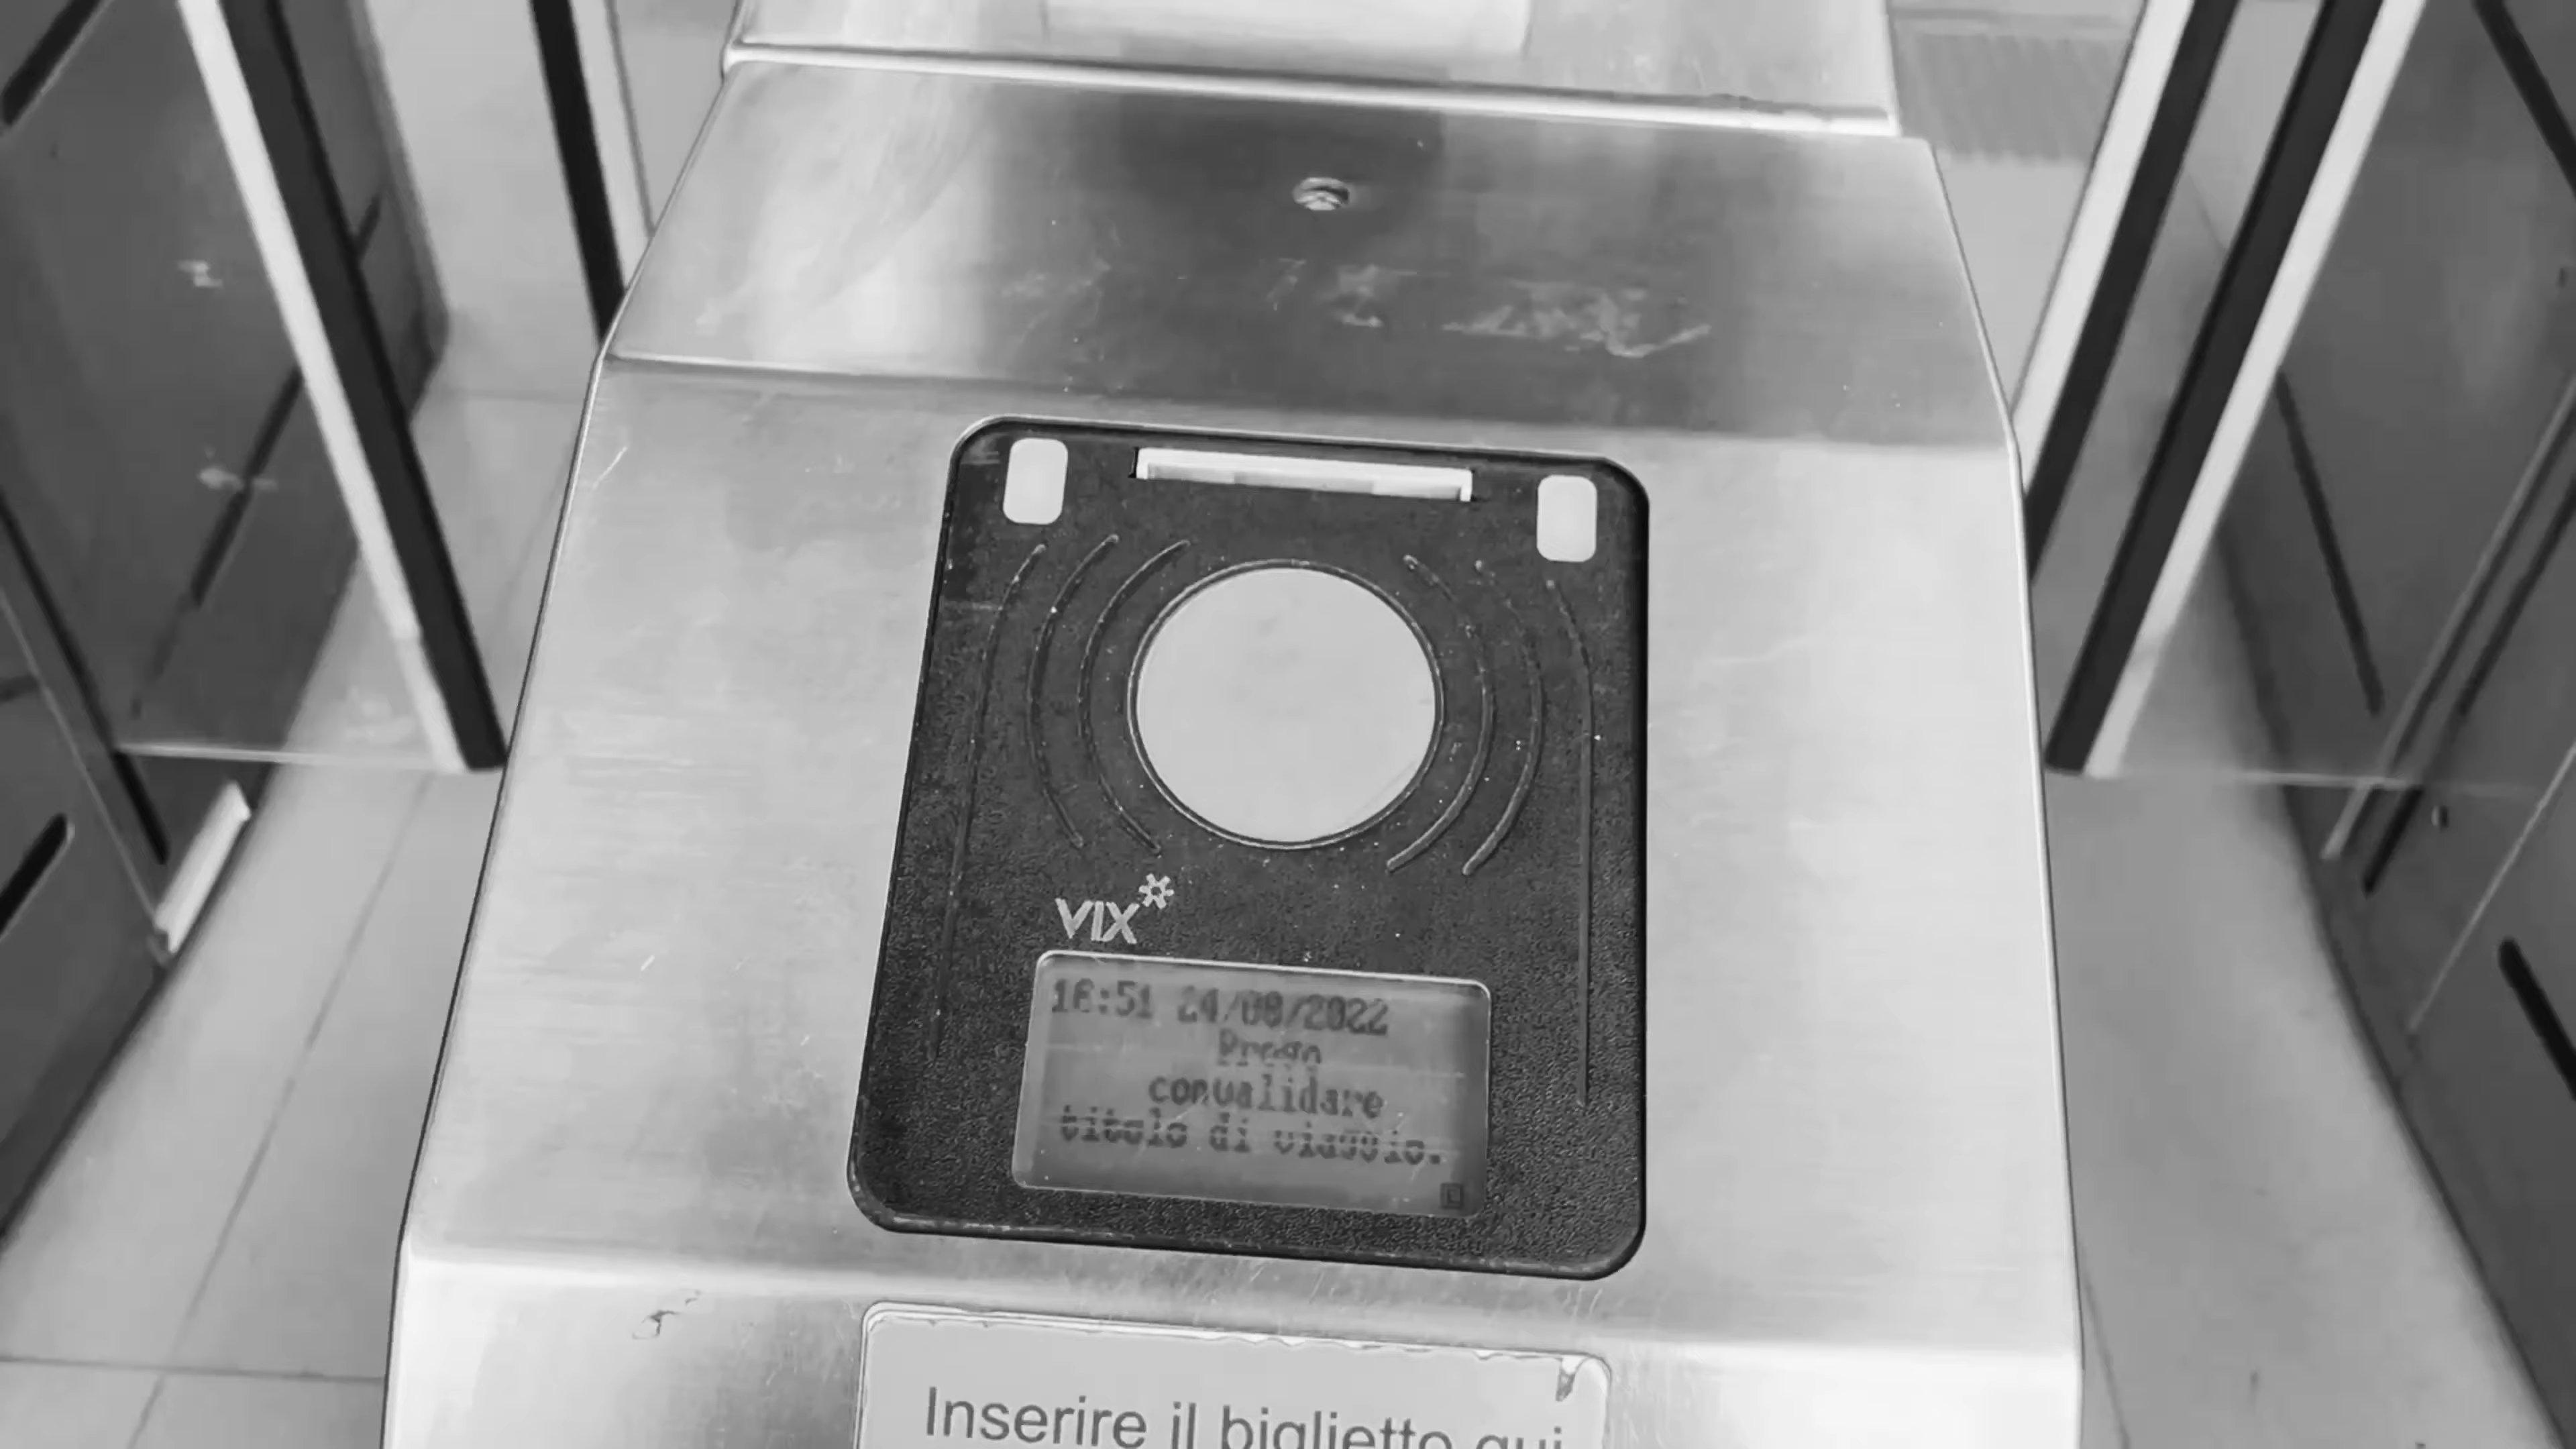 VIX
16:51 24/08/2022
Prego
convalidare
titolo di viaggio.
Inserire il biglietto qui